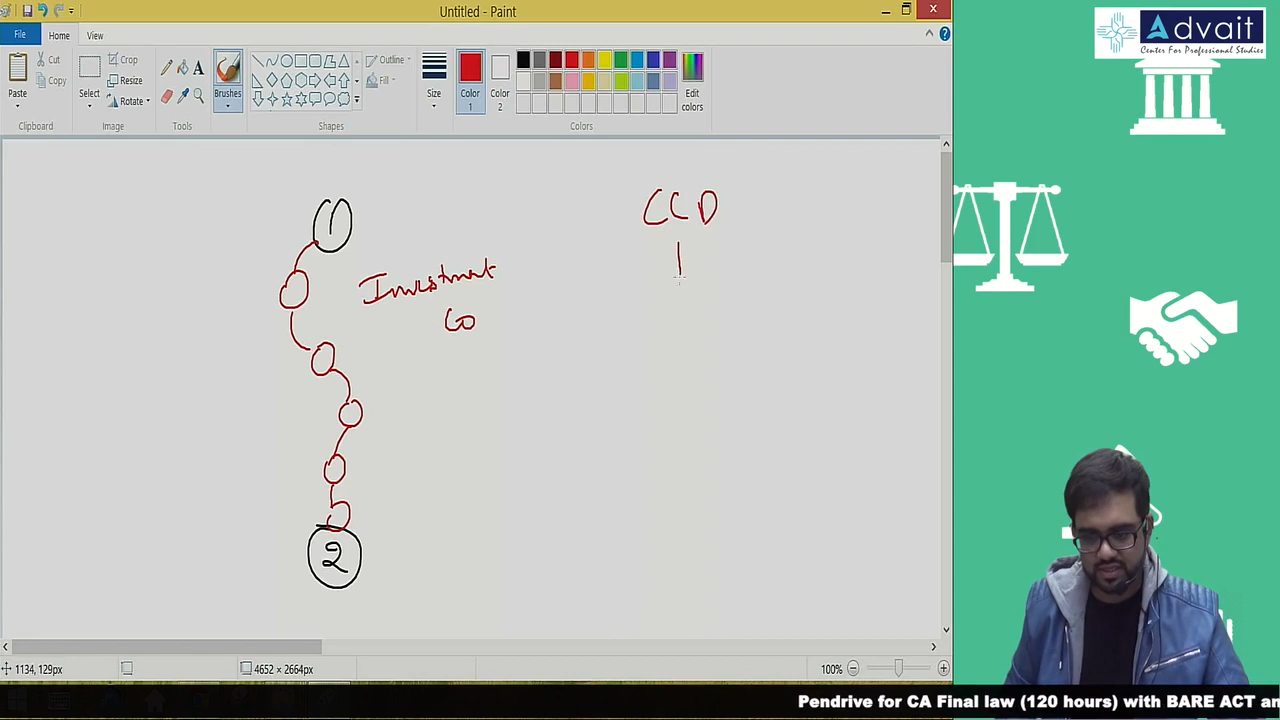 Untitled - Paint
File
Home
View
Paste
Cut
Copy
Clipboard
Select
Crop
Resize
Rotate
Image
Tools
Brushes
Shapes
Outline
Fill
Size
Color
1
Color
2
Edit
colors
Colors
Advait
Center For Professional Studies
1
CCD
Investment
Co
2
1134, 129px
4652 × 2664px
100%
Pendrive for CA Final law (120 hours) with BARE ACT an